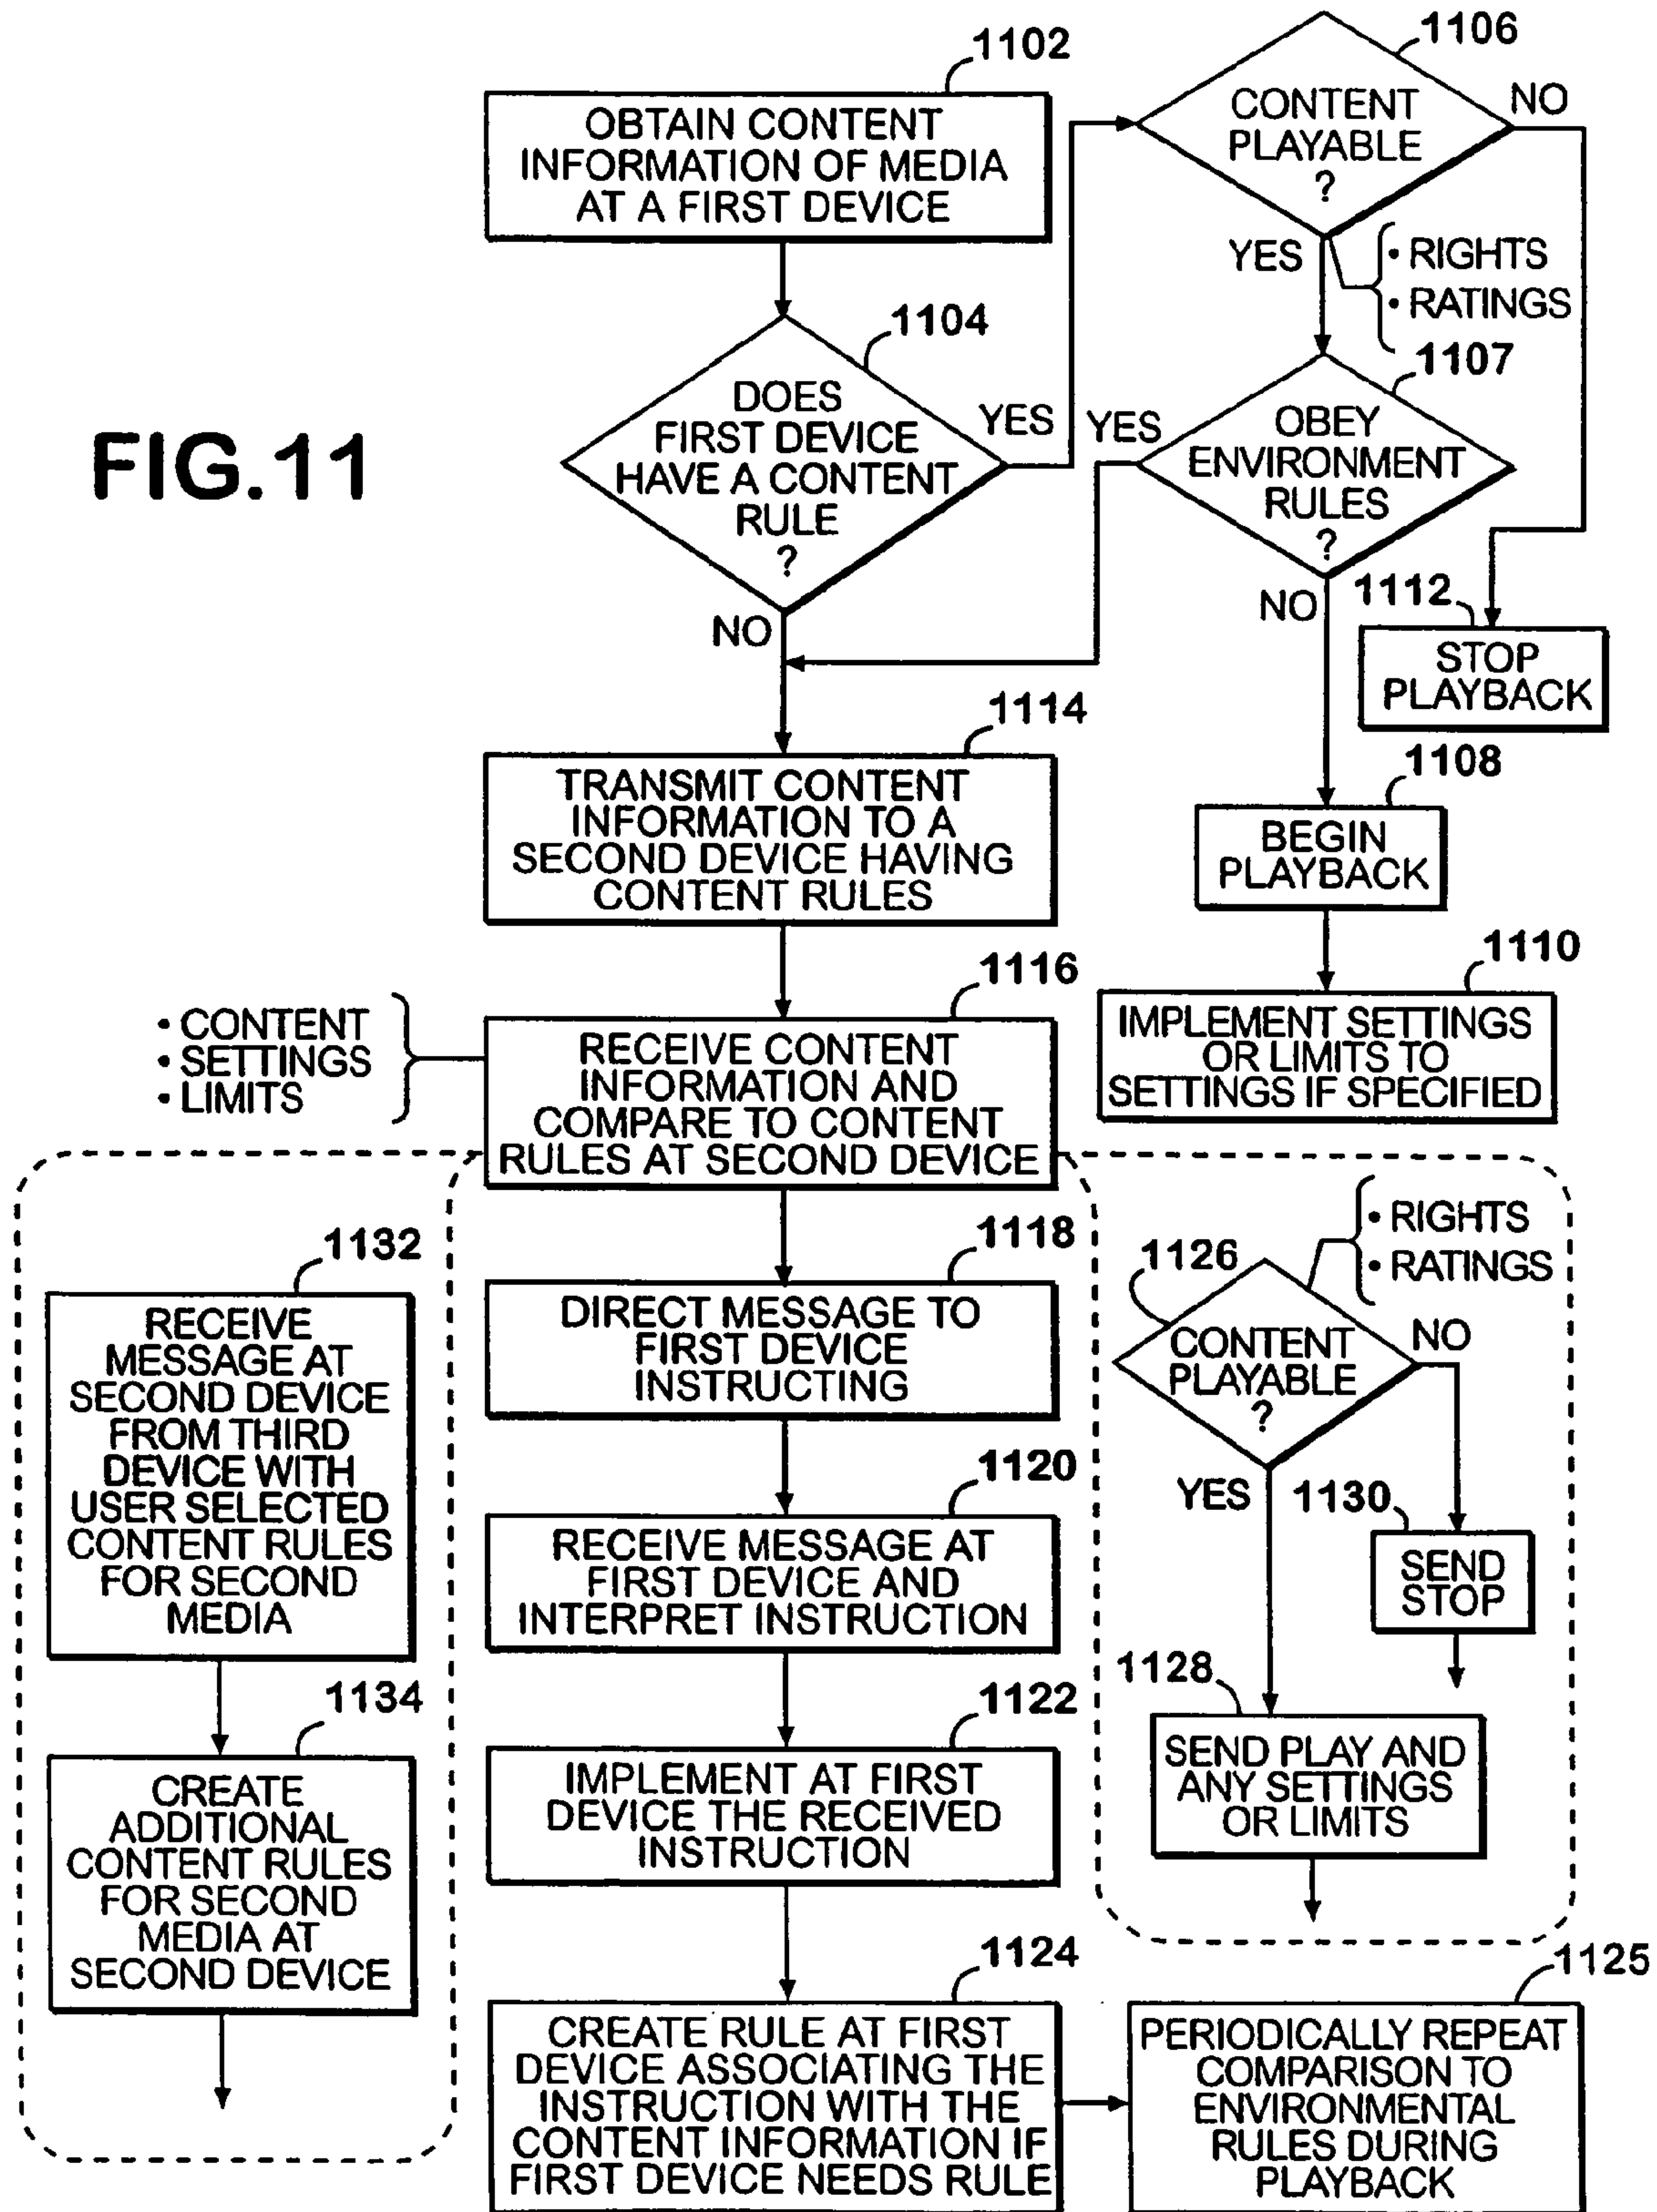 FIG.11
1102
OBTAIN CONTENT
INFORMATION OF MEDIA
AT A FIRST DEVICE
1104
DOES
FIRST DEVICE
HAVE A CONTENT
RULE
?
YES
NO
1106
CONTENT
PLAYABLE
?
NO
YES
• RIGHTS
• RATINGS
1107
OBEY
ENVIRONMENT
RULES
?
YES
NO
1112
STOP
PLAYBACK
1108
BEGIN
PLAYBACK
1110
IMPLEMENT SETTINGS
OR LIMITS TO
SETTINGS IF SPECIFIED
1114
TRANSMIT CONTENT
INFORMATION TO A
SECOND DEVICE HAVING
CONTENT RULES
1116
• CONTENT
• SETTINGS
• LIMITS
RECEIVE CONTENT
INFORMATION AND
COMPARE TO CONTENT
RULES AT SECOND DEVICE
1118
DIRECT MESSAGE TO
FIRST DEVICE
INSTRUCTING
1120
RECEIVE MESSAGE AT
FIRST DEVICE AND
INTERPRET INSTRUCTION
1122
IMPLEMENT AT FIRST
DEVICE THE RECEIVED
INSTRUCTION
1124
CREATE RULE AT FIRST
DEVICE ASSOCIATING THE
INSTRUCTION WITH THE
CONTENT INFORMATION IF
FIRST DEVICE NEEDS RULE
1125
PERIODICALLY REPEAT
COMPARISON TO
ENVIRONMENTAL
RULES DURING
PLAYBACK
1126
CONTENT
PLAYABLE
?
• RIGHTS
• RATINGS
NO
YES
1130
SEND
STOP
1128
SEND PLAY AND
ANY SETTINGS
OR LIMITS
1132
RECEIVE
MESSAGE AT
SECOND DEVICE
FROM THIRD
DEVICE WITH
USER SELECTED
CONTENT RULES
FOR SECOND
MEDIA
1134
CREATE
ADDITIONAL
CONTENT RULES
FOR SECOND
MEDIA AT
SECOND DEVICE